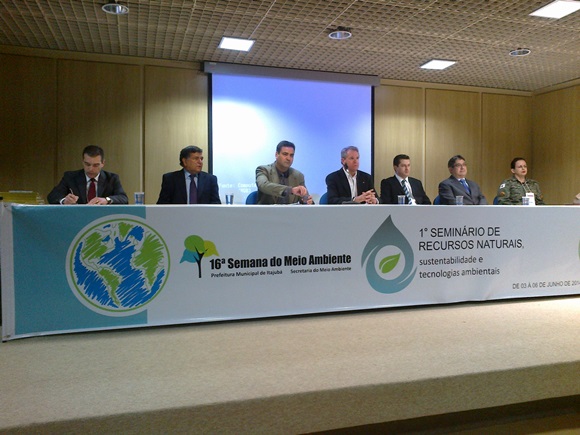 16ª Semana do Meio Ambiente
Prefeitura Municipal de Itajubá Secretaria do Meio Ambiente
1º SEMINÁRIO DE
RECURSOS NATURAIS,
sustentabilidade e
tecnologias ambientais
DE 03 A 06 DE JUNHO DE